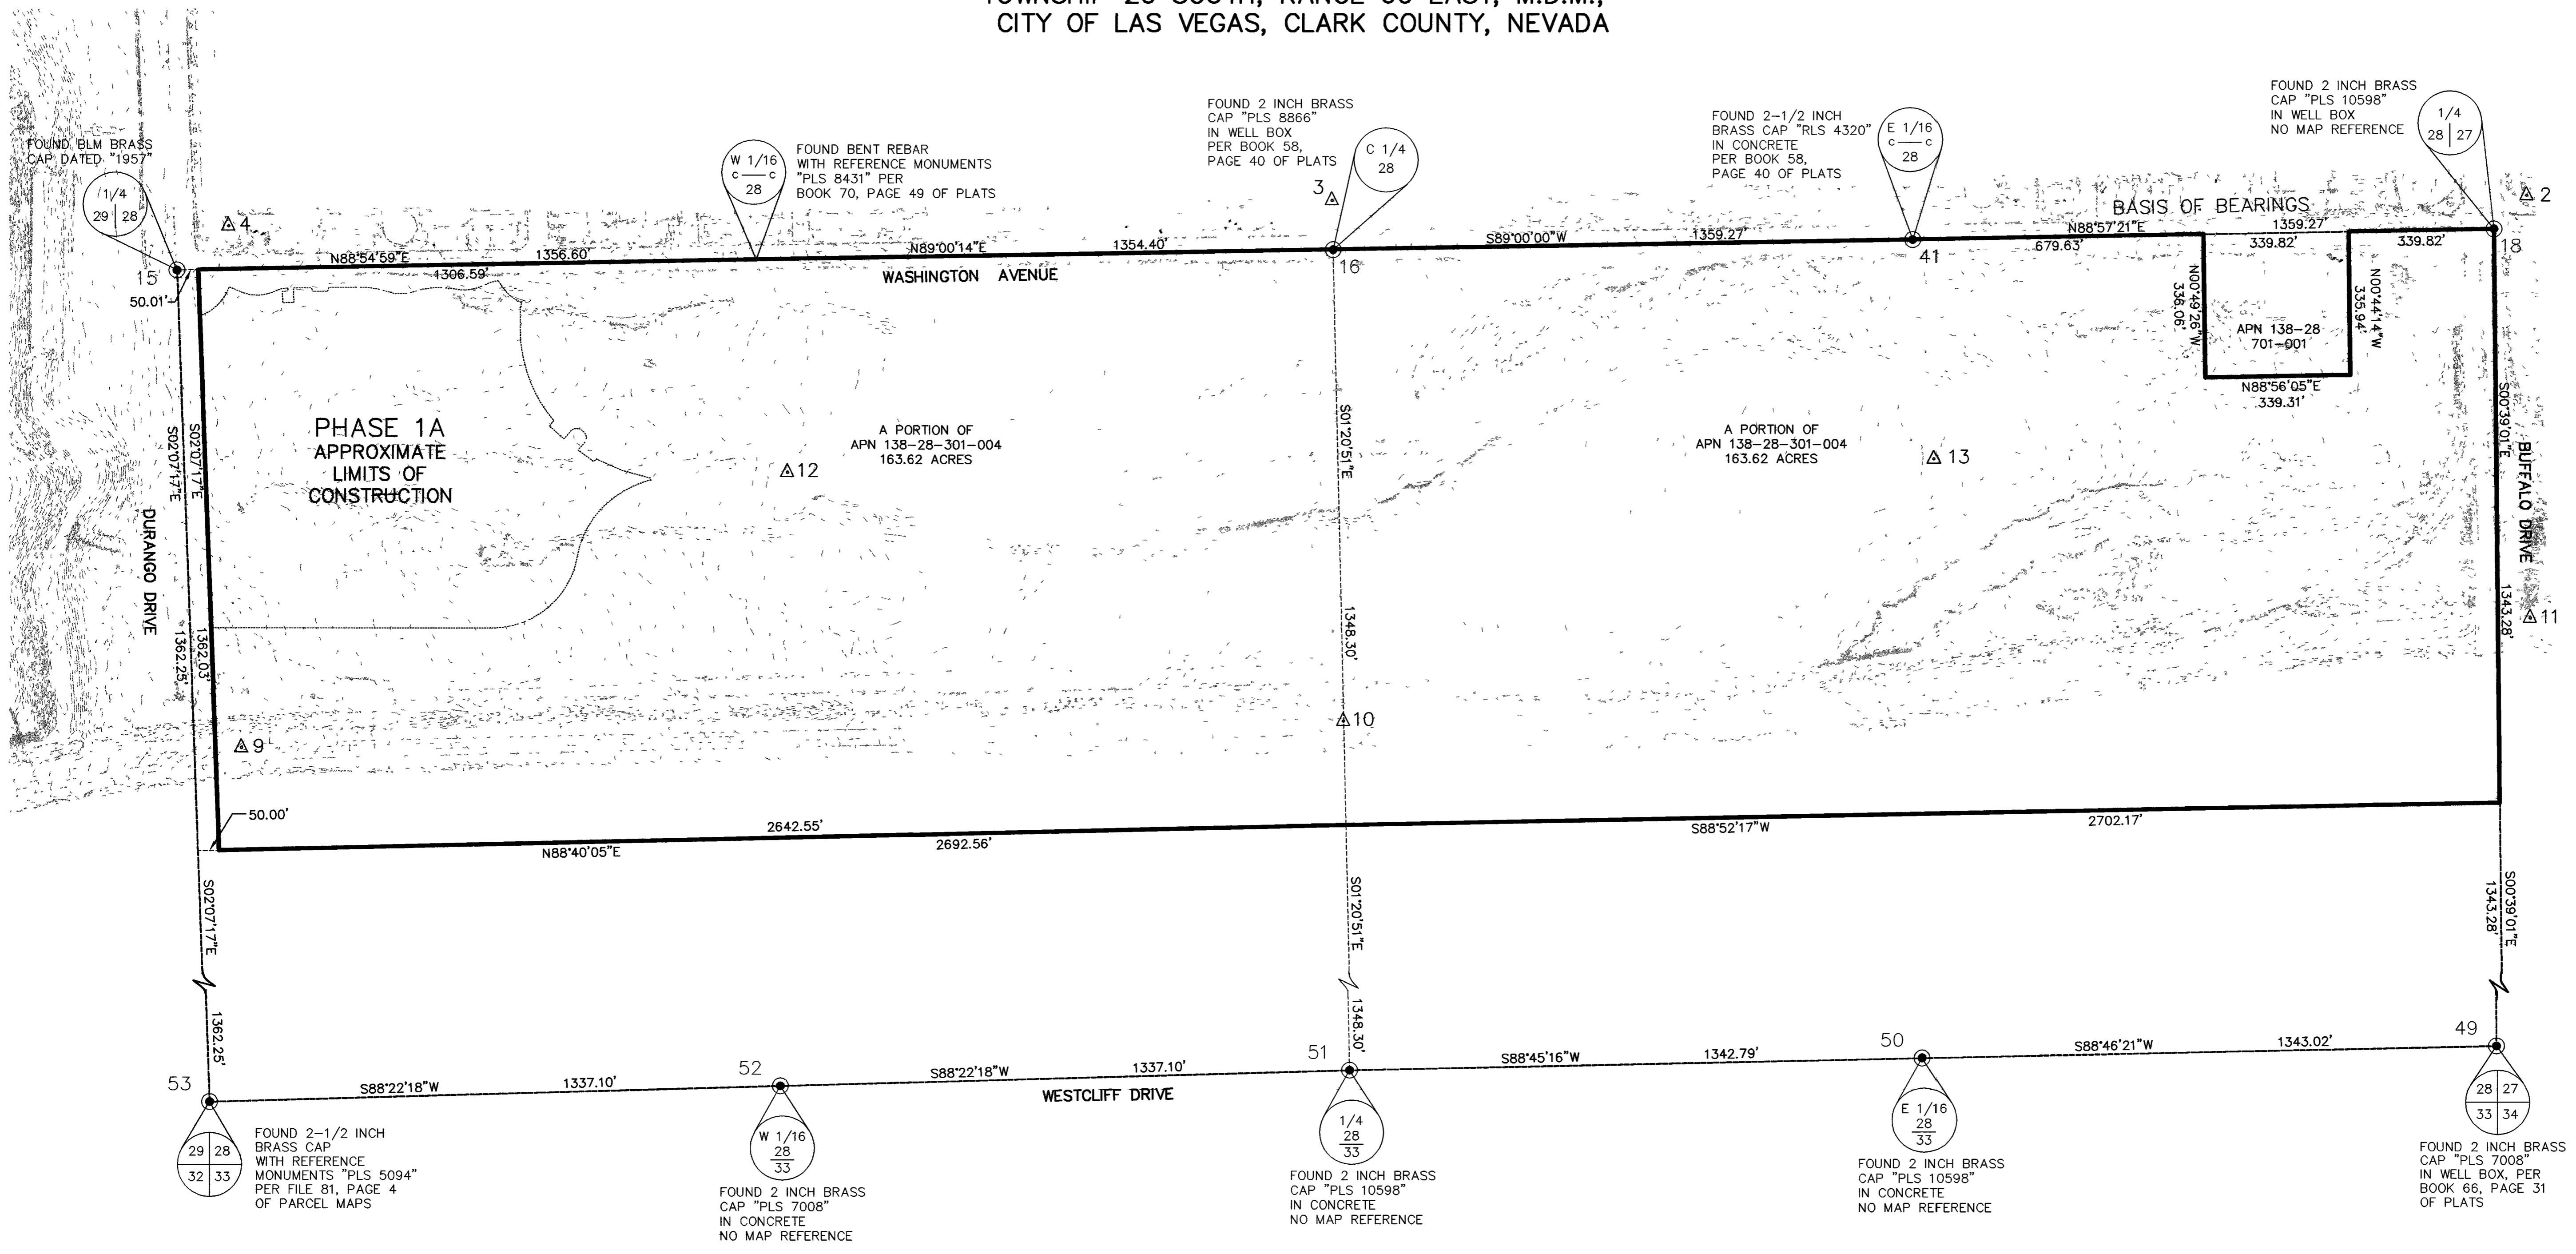 CITY OF LAS VEGAS, CLARK COUNTY, NEVADA
FOUND BLM BRASS
CAP DATED "1957"
1/4
29 28
FOUND BENT REBAR
WITH REFERENCE MONUMENTS
"PLS 8431" PER
BOOK 70, PAGE 49 OF PLATS
W 1/16
C — C
28
FOUND 2 INCH BRASS
CAP "PLS 8866"
IN WELL BOX
PER BOOK 58,
PAGE 40 OF PLATS
C 1/4
28
FOUND 2-1/2 INCH
BRASS CAP "RLS 4320"
IN CONCRETE
PER BOOK 58,
PAGE 40 OF PLATS
E 1/16
C — C
28
FOUND 2 INCH BRASS
CAP "PLS 10598"
IN WELL BOX
NO MAP REFERENCE
1/4
28 27
4
3
2
BASIS OF BEARINGS
15
50.01'
N88°54'59"E
1356.60'
1306.59'
N89°00'14"E
1354.40'
WASHINGTON AVENUE
16
S89°00'00"W
1359.27'
41
N88°57'21"E
1359.27'
679.63'
339.82'
339.82'
18
N00°49'26"W
336.06'
APN 138-28
701-001
N00°44'14"W
335.94'
N88°56'05"E
339.31'
PHASE 1A
APPROXIMATE
LIMITS OF
CONSTRUCTION
A PORTION OF
APN 138-28-301-004
163.62 ACRES
12
A PORTION OF
APN 138-28-301-004
163.62 ACRES
13
S02°07'17"E
S02°07'17"E
DURANGO DRIVE
1362.25'
1362.03'
S01°20'51"E
1348.30'
S00°39'01"E
BUFFALO DRIVE
1343.28'
11
9
10
50.00'
2642.55'
N88°40'05"E
2692.56'
S88°52'17"W
2702.17'
S02°07'17"E
1362.25'
S01°20'51"E
1348.30'
S00°39'01"E
1343.28'
53
S88°22'18"W
1337.10'
52
S88°22'18"W
1337.10'
51
S88°45'16"W
1342.79'
50
S88°46'21"W
1343.02'
49
WESTCLIFF DRIVE
29 28
32 33
FOUND 2-1/2 INCH
BRASS CAP
WITH REFERENCE
MONUMENTS "PLS 5094"
PER FILE 81, PAGE 4
OF PARCEL MAPS
W 1/16
28
33
FOUND 2 INCH BRASS
CAP "PLS 7008"
IN CONCRETE
NO MAP REFERENCE
1/4
28
33
FOUND 2 INCH BRASS
CAP "PLS 10598"
IN CONCRETE
NO MAP REFERENCE
E 1/16
28
33
FOUND 2 INCH BRASS
CAP "PLS 10598"
IN CONCRETE
NO MAP REFERENCE
28 27
33 34
FOUND 2 INCH BRASS
CAP "PLS 7008"
IN WELL BOX, PER
BOOK 66, PAGE 31
OF PLATS